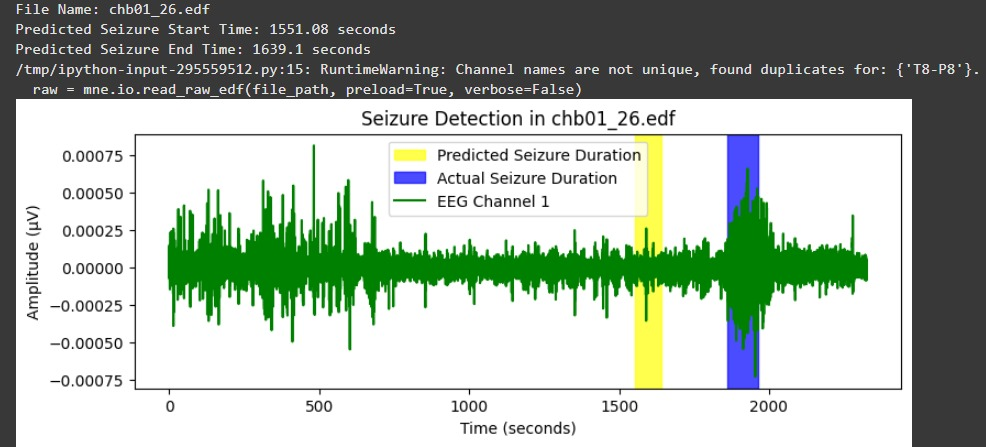 File Name: chb01_26.edf
Predicted Seizure Start Time: 1551.08 seconds
Predicted Seizure End Time: 1639.1 seconds
/tmp/ipython-input-295559512.py:15: RuntimeWarning: Channel names are not unique, found duplicates for: {'T8-P8'}.
raw = mne.io.read_raw_edf(file_path, preload=True, verbose=False)
Seizure Detection in chb01_26.edf
Predicted Seizure Duration
Actual Seizure Duration
EEG Channel 1
Amplitude (µV)
0.00075
0.00050
0.00025
0.00000
−0.00025
−0.00050
−0.00075
0 500 1000 1500 2000
Time (seconds)